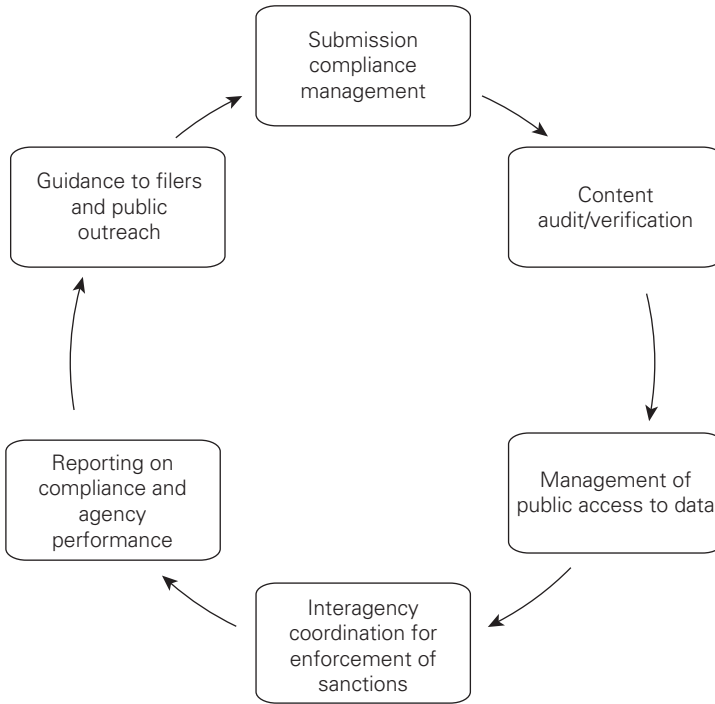 Submission
compliance
management
Content
audit/verification
Management of
public access to data
Interagency
coordination for
enforcement of
sanctions
Reporting on
compliance and
agency
performance
Guidance to filers
and public
outreach